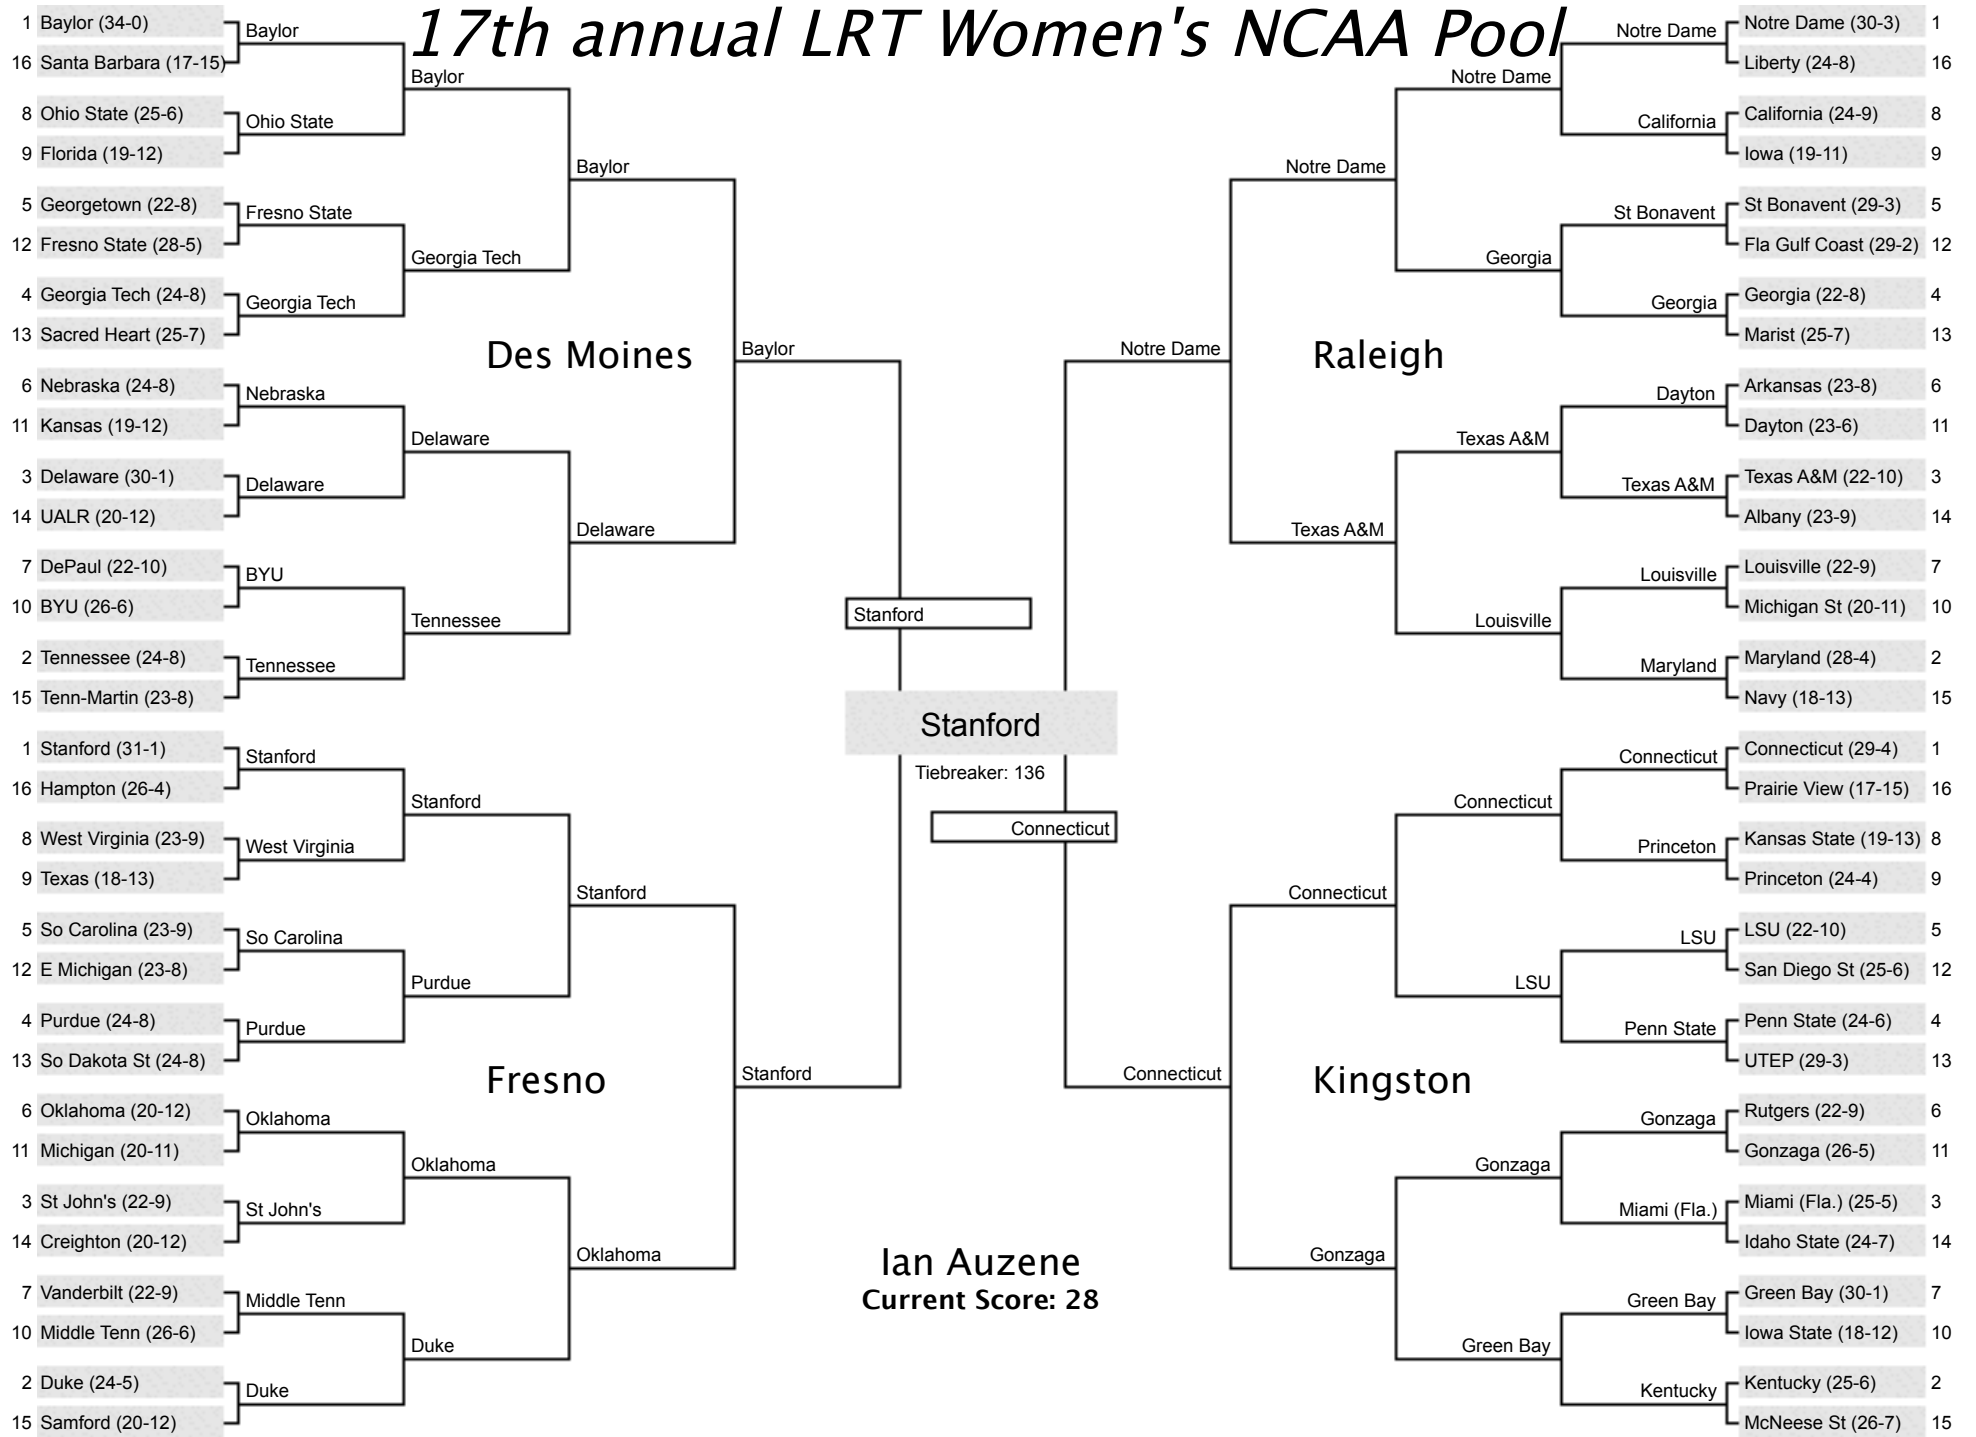 17th annual LRT Women's NCAA Pool
1 Baylor (34-0)
16 Santa Barbara (17-15)
8 Ohio State (25-6)
9 Florida (19-12)
5 Georgetown (22-8)
12 Fresno State (28-5)
4 Georgia Tech (24-8)
13 Sacred Heart (25-7)
6 Nebraska (24-8)
11 Kansas (19-12)
3 Delaware (30-1)
14 UALR (20-12)
7 DePaul (22-10)
10 BYU (26-6)
2 Tennessee (24-8)
15 Tenn-Martin (23-8)
Baylor
Ohio State
Fresno State
Georgia Tech
Nebraska
Delaware
BYU
Tennessee
Baylor
Georgia Tech
Delaware
Tennessee
Baylor
Delaware
Des Moines
Baylor
1 Stanford (31-1)
16 Hampton (26-4)
8 West Virginia (23-9)
9 Texas (18-13)
5 So Carolina (23-9)
12 E Michigan (23-8)
4 Purdue (24-8)
13 So Dakota St (24-8)
6 Oklahoma (20-12)
11 Michigan (20-11)
3 St John's (22-9)
14 Creighton (20-12)
7 Vanderbilt (22-9)
10 Middle Tenn (26-6)
2 Duke (24-5)
15 Samford (20-12)
Stanford
West Virginia
So Carolina
Purdue
Oklahoma
St John's
Middle Tenn
Duke
Stanford
Purdue
Oklahoma
Duke
Stanford
Oklahoma
Fresno
Stanford
Stanford
Stanford
Tiebreaker: 136
Connecticut
Ian Auzene
Current Score: 28
Notre Dame (30-3) 1
Liberty (24-8) 16
California (24-9) 8
Iowa (19-11) 9
St Bonavent (29-3) 5
Fla Gulf Coast (29-2) 12
Georgia (22-8) 4
Marist (25-7) 13
Arkansas (23-8) 6
Dayton (23-6) 11
Texas A&M (22-10) 3
Albany (23-9) 14
Louisville (22-9) 7
Michigan St (20-11) 10
Maryland (28-4) 2
Navy (18-13) 15
Notre Dame
California
St Bonavent
Georgia
Dayton
Texas A&M
Louisville
Maryland
Notre Dame
Georgia
Texas A&M
Louisville
Notre Dame
Texas A&M
Raleigh
Notre Dame
Connecticut (29-4) 1
Prairie View (17-15) 16
Kansas State (19-13) 8
Princeton (24-4) 9
LSU (22-10) 5
San Diego St (25-6) 12
Penn State (24-6) 4
UTEP (29-3) 13
Rutgers (22-9) 6
Gonzaga (26-5) 11
Miami (Fla.) (25-5) 3
Idaho State (24-7) 14
Green Bay (30-1) 7
Iowa State (18-12) 10
Kentucky (25-6) 2
McNeese St (26-7) 15
Connecticut
Princeton
LSU
Penn State
Gonzaga
Miami (Fla.)
Green Bay
Kentucky
Connecticut
LSU
Gonzaga
Green Bay
Connecticut
Gonzaga
Kingston
Connecticut